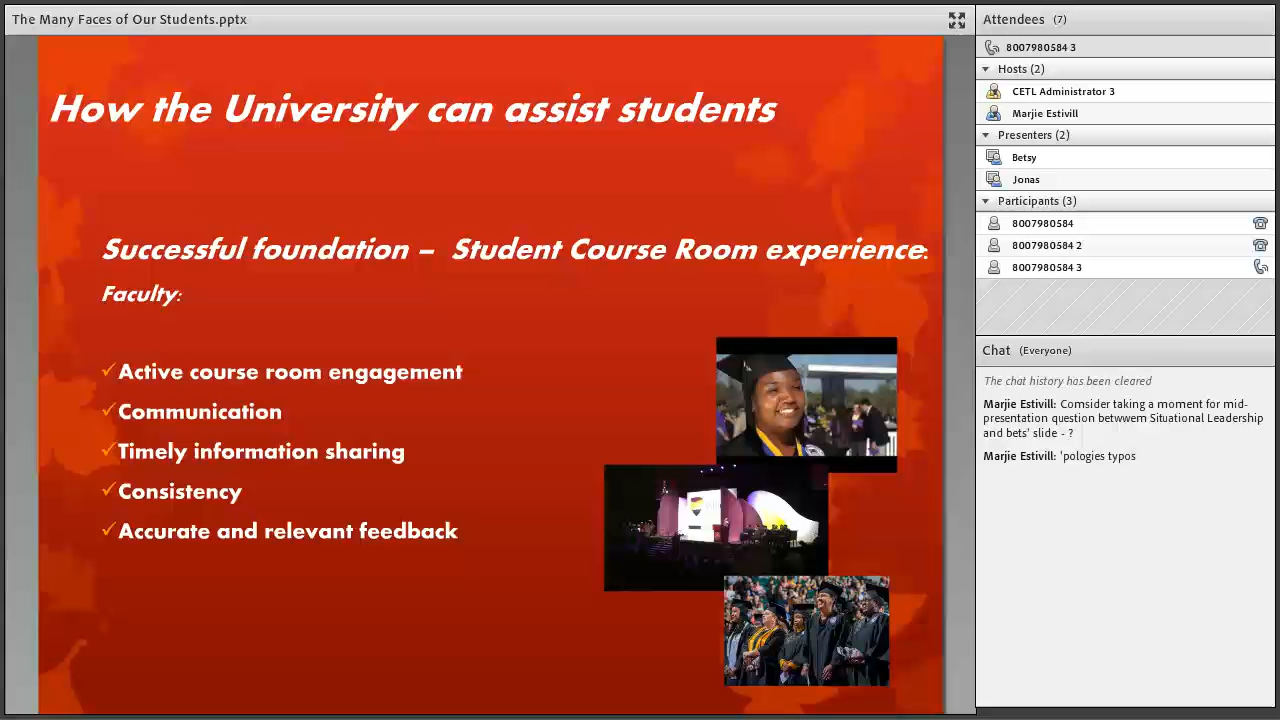 The Many Faces of Our Students.pptx
How the University can assist students
Successful foundation – Student Course Room experience:
Faculty:
✓Active course room engagement
✓Communication
✓Timely information sharing
✓Consistency
✓Accurate and relevant feedback
Attendees (7)
8007980584 3
Hosts (2)
CETL Administrator 3
Marjie Estivill
Presenters (2)
Betsy
Jonas
Participants (3)
8007980584
8007980584 2
8007980584 3
Chat (Everyone)
The chat history has been cleared
Marjie Estivill: Comsider taking a moment for mid-
presentation question betwwem Situational Leadership
and bets' slide - ?
Marjie Estivill: 'pologies typos